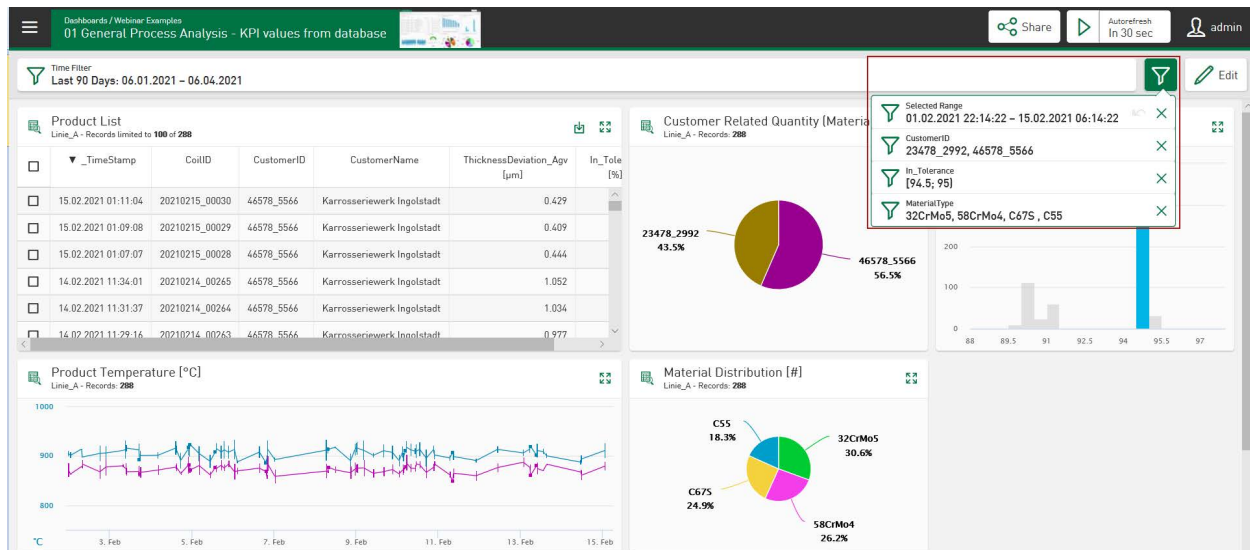 Dashboards / Webinar Examples
01 General Process Analysis - KPI values from database
Share
Autorefresh
In 30 sec
admin
Time Filter
Last 90 Days: 06.01.2021 – 06.04.2021
Edit
Selected Range
01.02.2021 22:14:22 – 15.02.2021 06:14:22
CustomerID
23478_2992, 46578_5566
In_Tolerance
[94.5; 95)
MaterialType
32CrMo5, 58CrMo4, C67S , C55
Product List
Linie_A - Records limited to 100 of 288
▼ _TimeStamp CoilID CustomerID CustomerName ThicknessDeviation_Agv In_Tole
[µm] [%]
15.02.2021 01:11:04 20210215_00030 46578_5566 Karrosseriewerk Ingolstadt 0.429
15.02.2021 01:09:08 20210215_00029 46578_5566 Karrosseriewerk Ingolstadt 0.409
15.02.2021 01:07:07 20210215_00028 46578_5566 Karrosseriewerk Ingolstadt 0.444
14.02.2021 11:34:01 20210214_00265 46578_5566 Karrosseriewerk Ingolstadt 1.052
14.02.2021 11:31:37 20210214_00264 46578_5566 Karrosseriewerk Ingolstadt 1.034
14.02.2021 11:29:16 20210214_00263 46578_5566 Karrosseriewerk Ingolstadt 0.977
Customer Related Quantity (Materia
Linie_A - Records: 288
23478_2992
43.5%
46578_5566
56.5%
200
100
0
88 89.5 91 92.5 94 95.5 97
Product Temperature [°C]
Linie_A - Records: 288
1000
900
800
°C 3. Feb 5. Feb 7. Feb 9. Feb 11. Feb 13. Feb 15. Feb
Material Distribution [#]
Linie_A - Records: 288
C55
18.3%
32CrMo5
30.6%
C67S
24.9%
58CrMo4
26.2%